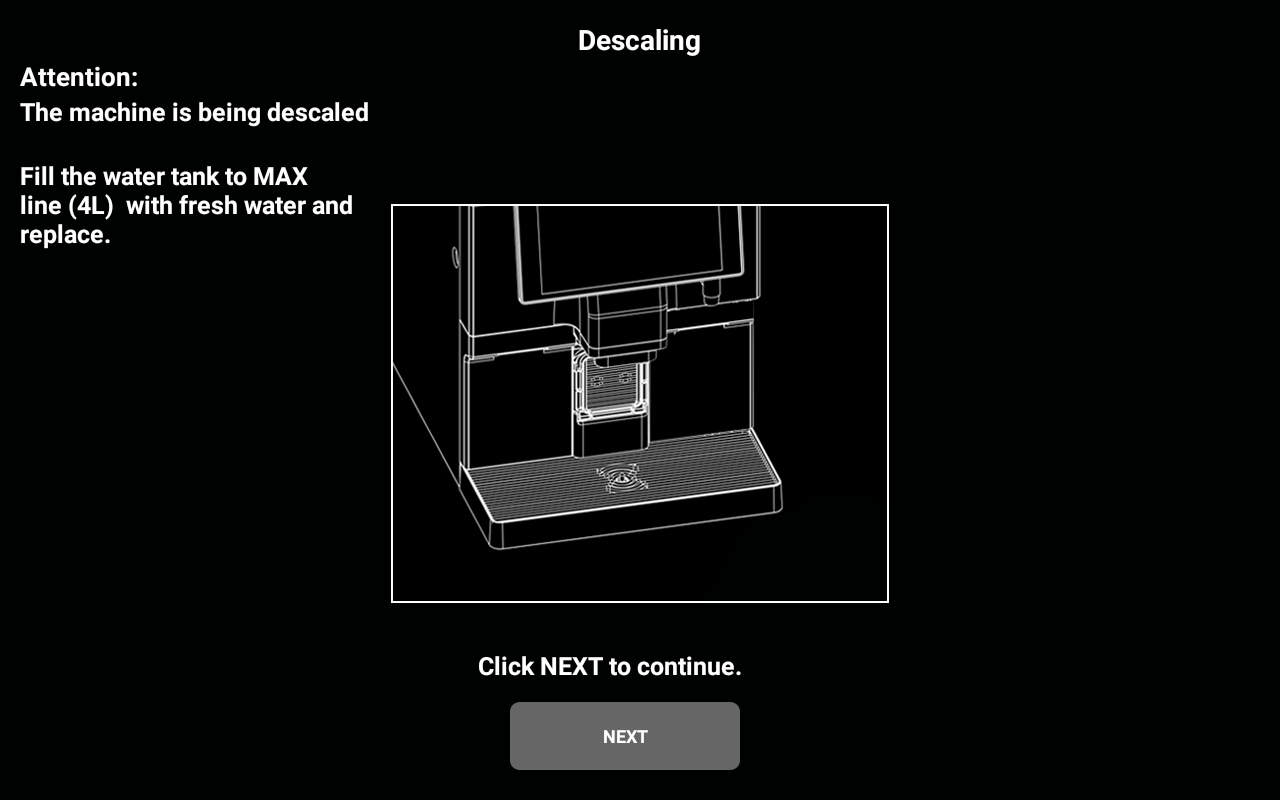 Descaling
Attention:
The machine is being descaled
Fill the water tank to MAX
line (4L)  with fresh water and
replace.
Click NEXT to continue.
NEXT